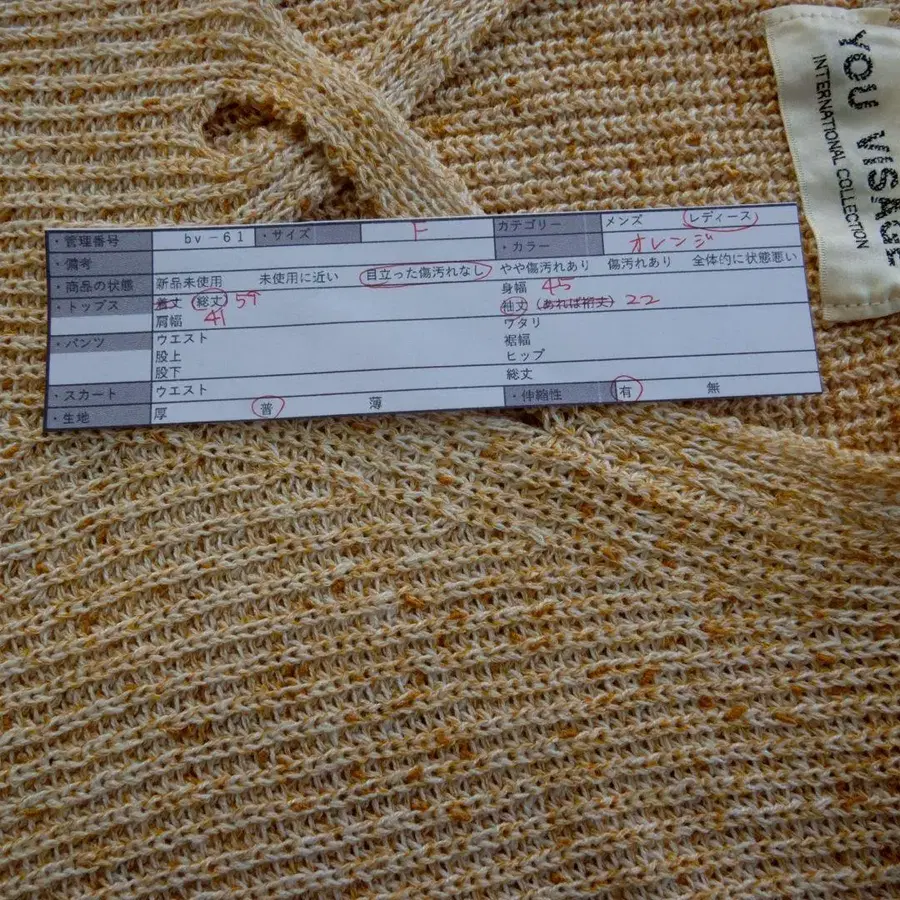 YOU VISAGE
INTERNATIONAL COLLECTION
・管理番号 bv-61 ・サイズ F カテゴリー メンズ レディース
・カラー オレンジ
・備考
・商品の状態 新品未使用 未使用に近い 目立った傷汚れなし やや傷汚れあり 傷汚れあり 全体的に状態悪い
・トップス 着丈 総丈 59 身幅 45
肩幅 41 袖丈 (あれば裄丈) 22
・パンツ ウエスト ワタリ
股上 裾幅
股下 ヒップ
・スカート ウエスト 総丈
・生地 厚 普 薄 ・伸縮性 有 無